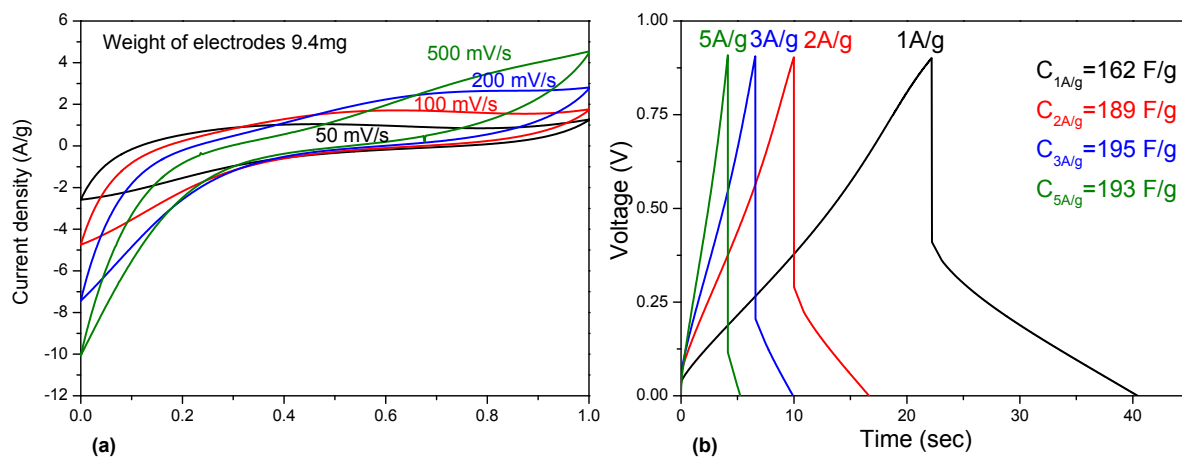 Weight of electrodes 9.4mg
500 mV/s
200 mV/s
100 mV/s
50 mV/s
Current density (A/g)
6
4
2
0
-2
-4
-6
-8
-10
-12
0.0 0.2 0.4 0.6 0.8 1.0
(a)
5A/g 3A/g 2A/g 1A/g
C1A/g=162 F/g
C2A/g=189 F/g
C3A/g=195 F/g
C5A/g=193 F/g
Voltage (V)
1.00
0.75
0.50
0.25
0.00
0 10 20 30 40
Time (sec)
(b)